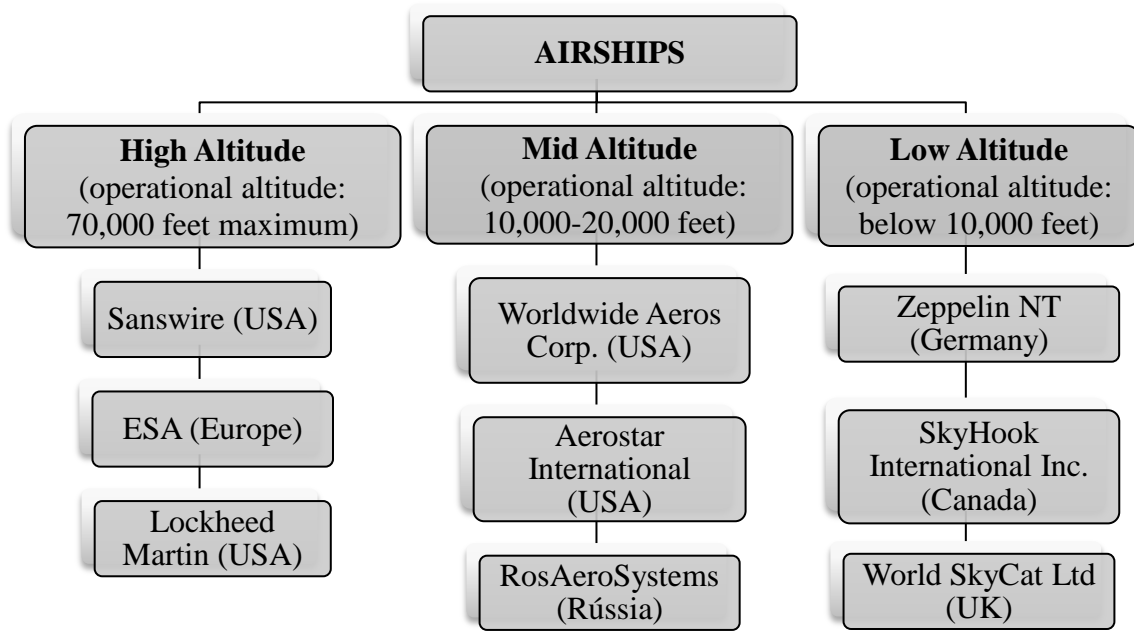 AIRSHIPS
High Altitude
(operational altitude:
70,000 feet maximum)
Sanswire (USA)
ESA (Europe)
Lockheed
Martin (USA)
Mid Altitude
(operational altitude:
10,000-20,000 feet)
Worldwide Aeros
Corp. (USA)
Aerostar
International
(USA)
RosAeroSystems
(Rússia)
Low Altitude
(operational altitude:
below 10,000 feet)
Zeppelin NT
(Germany)
SkyHook
International Inc.
(Canada)
World SkyCat Ltd
(UK)